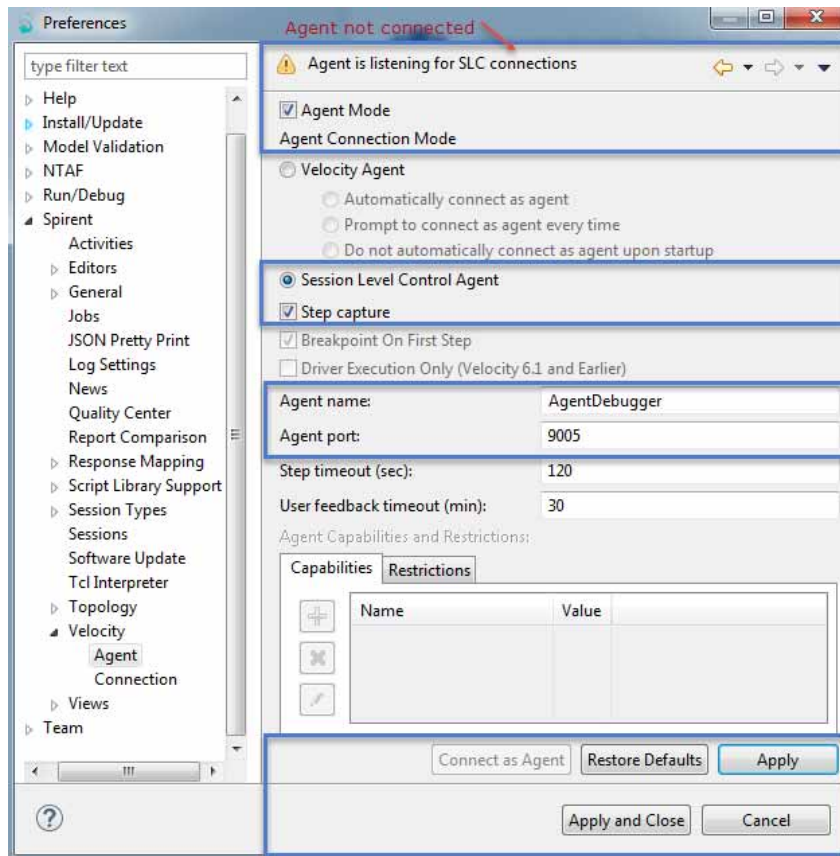 Preferences
Agent not connected
type filter text
Help
Install/Update
Model Validation
NTAF
Run/Debug
Spirent
Activities
Editors
General
Jobs
JSON Pretty Print
Log Settings
News
Quality Center
Report Comparison
Response Mapping
Script Library Support
Session Types
Sessions
Software Update
Tcl Interpreter
Topology
Velocity
Agent
Connection
Views
Team
Agent is listening for SLC connections
Agent Mode
Agent Connection Mode
Velocity Agent
Automatically connect as agent
Prompt to connect as agent every time
Do not automatically connect as agent upon startup
Session Level Control Agent
Step capture
Breakpoint On First Step
Driver Execution Only (Velocity 6.1 and Earlier)
Agent name: AgentDebugger
Agent port: 9005
Step timeout (sec): 120
User feedback timeout (min): 30
Agent Capabilities and Restrictions:
Capabilities Restrictions
Name Value
Connect as Agent Restore Defaults Apply
Apply and Close Cancel